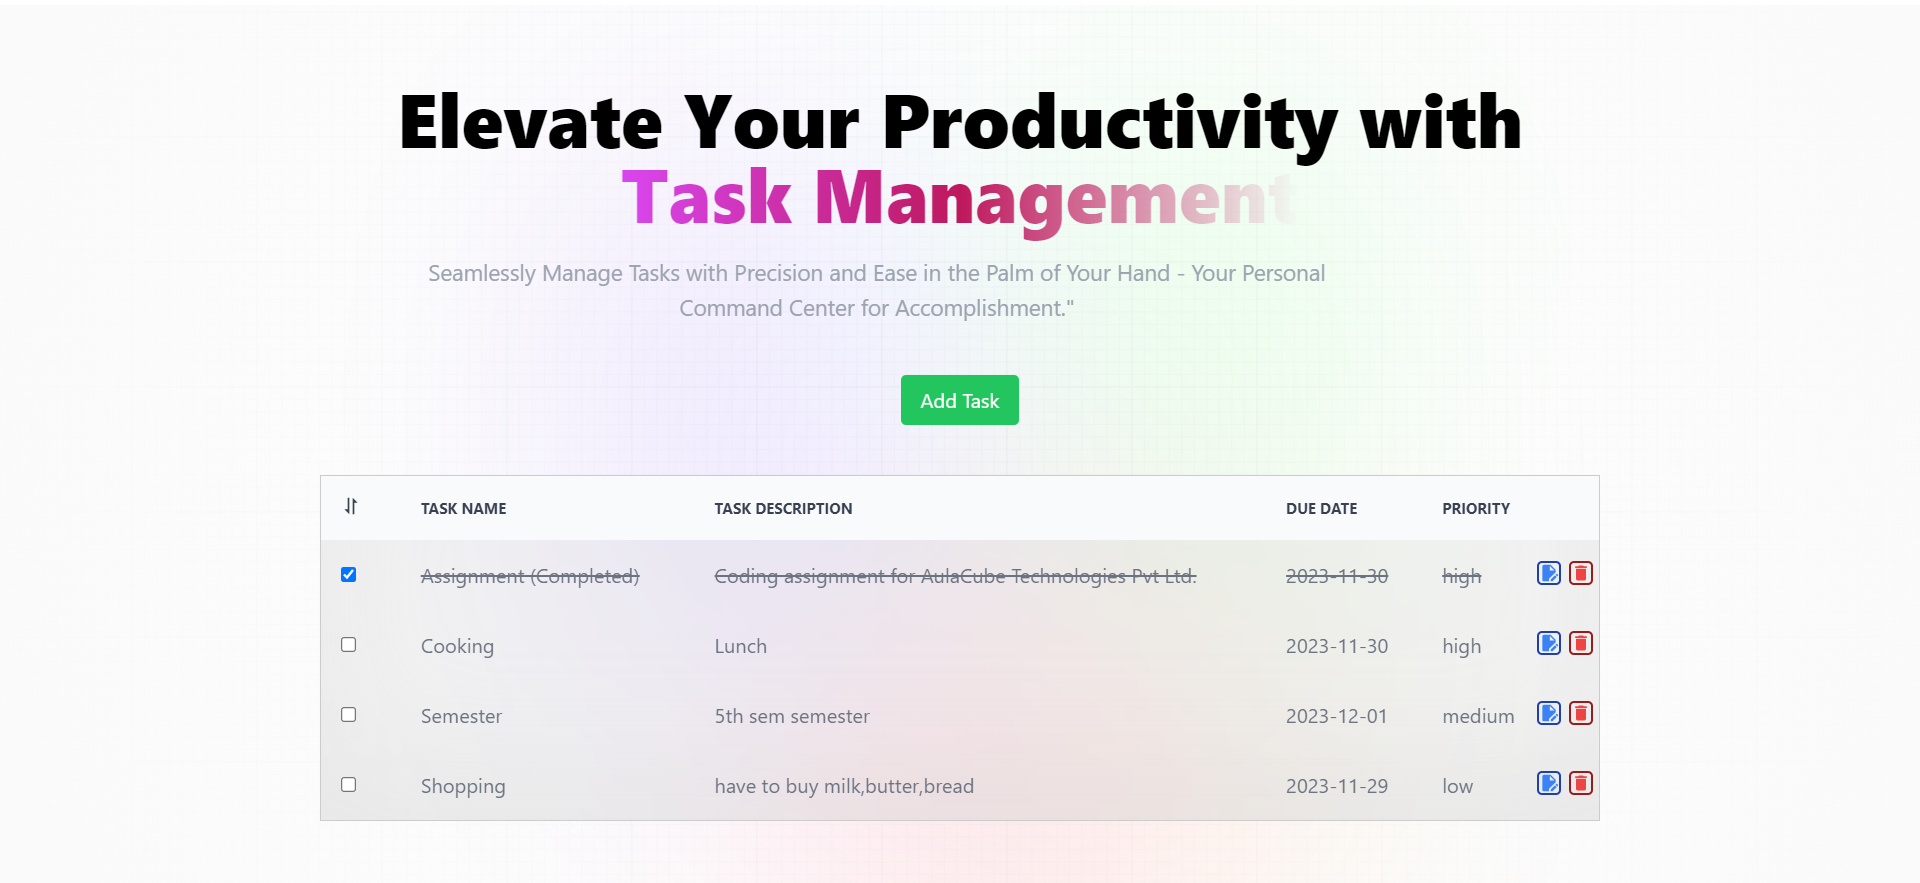 Elevate Your Productivity with
Task Management
Seamlessly Manage Tasks with Precision and Ease in the Palm of Your Hand - Your Personal
Command Center for Accomplishment."
Add Task
TASK NAME TASK DESCRIPTION DUE DATE PRIORITY
Assignment (Completed) Coding assignment for AulaCube Technologies Pvt Ltd. 2023-11-30 high
Cooking Lunch 2023-11-30 high
Semester 5th sem semester 2023-12-01 medium
Shopping have to buy milk,butter,bread 2023-11-29 low